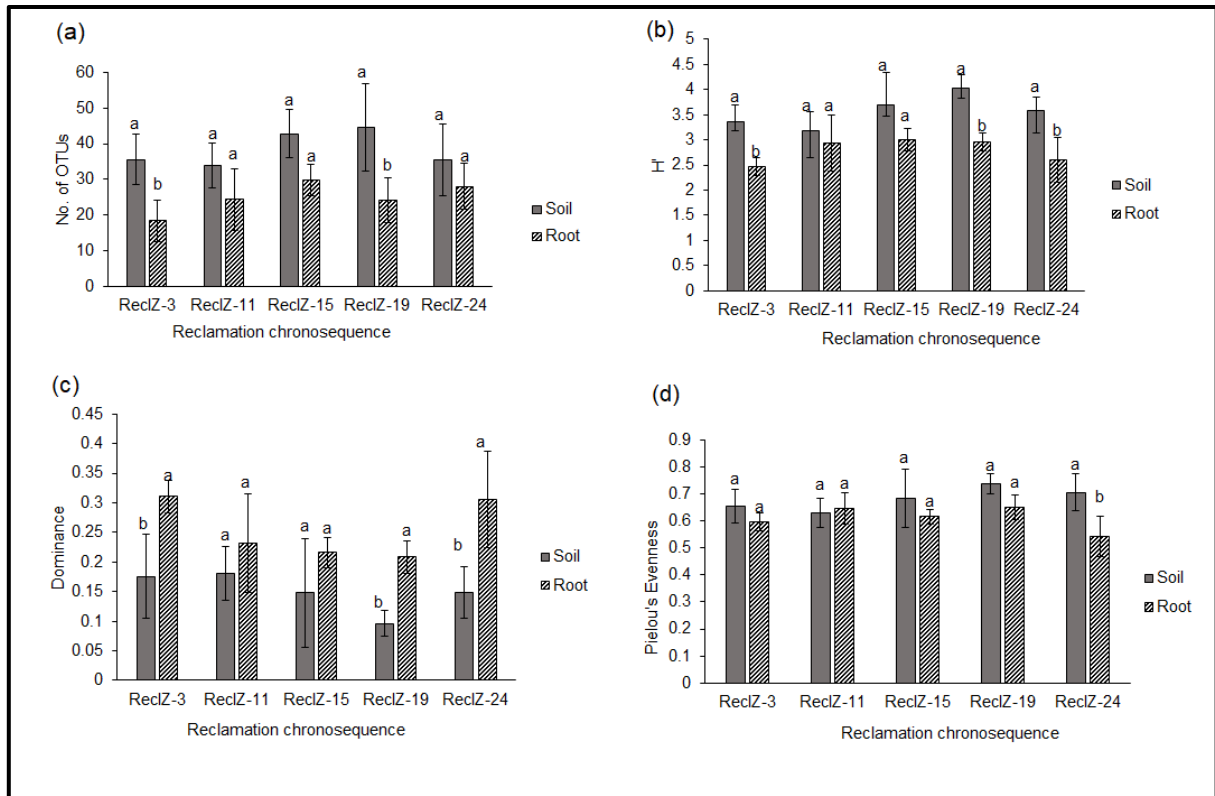 (a)
60
50
40
30
20
10
0
No. of OTUs
a
b
a
a
a
a
a
b
a
a
ReclZ-3 ReclZ-11 ReclZ-15 ReclZ-19 ReclZ-24
Reclamation chronosequence
Soil
Root
(b)
5
4.5
4
3.5
3
2.5
2
1.5
1
0.5
0
H'
a
b
a
a
a
a
a
b
a
b
ReclZ-3 ReclZ-11 ReclZ-15 ReclZ-19 ReclZ-24
Reclamation chronosequence
Soil
Root
(c)
0.45
0.4
0.35
0.3
0.25
0.2
0.15
0.1
0.05
0
Dominance
b
a
a
a
a
a
b
a
b
a
ReclZ-3 ReclZ-11 ReclZ-15 ReclZ-19 ReclZ-24
Reclamation chronosequence
Soil
Root
(d)
0.9
0.8
0.7
0.6
0.5
0.4
0.3
0.2
0.1
0
Pielou's Evenness
a
a
a
a
a
a
a
a
a
b
ReclZ-3 ReclZ-11 ReclZ-15 ReclZ-19 ReclZ-24
Reclamation chronosequence
Soil
Root